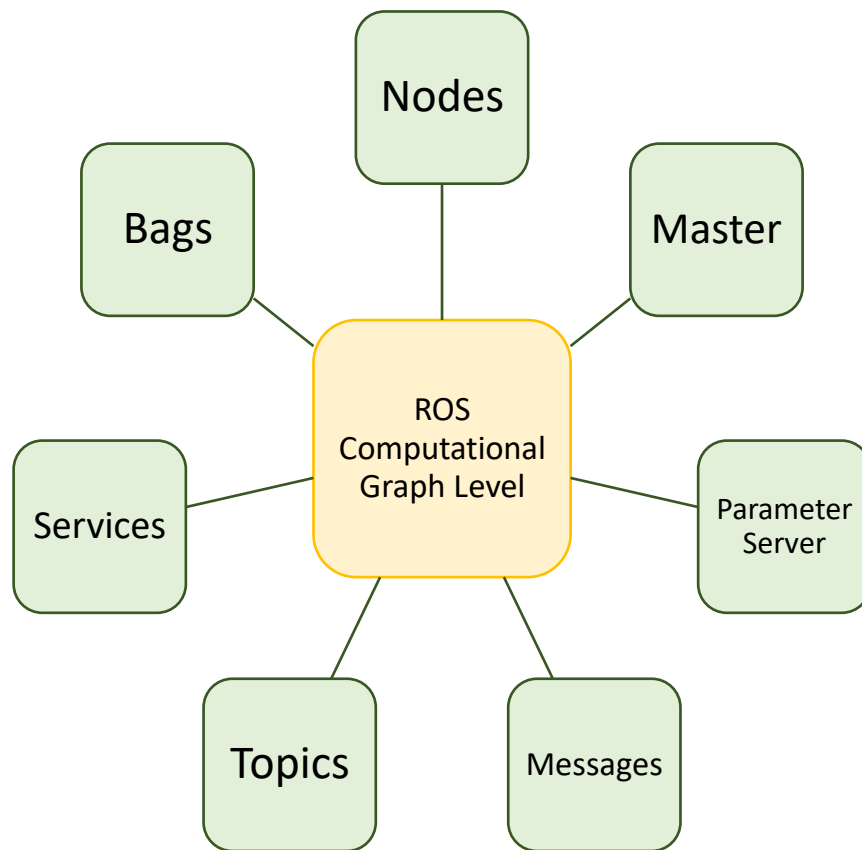 Nodes
Bags
Master
ROS
Computational
Graph Level
Services
Parameter
Server
Topics
Messages